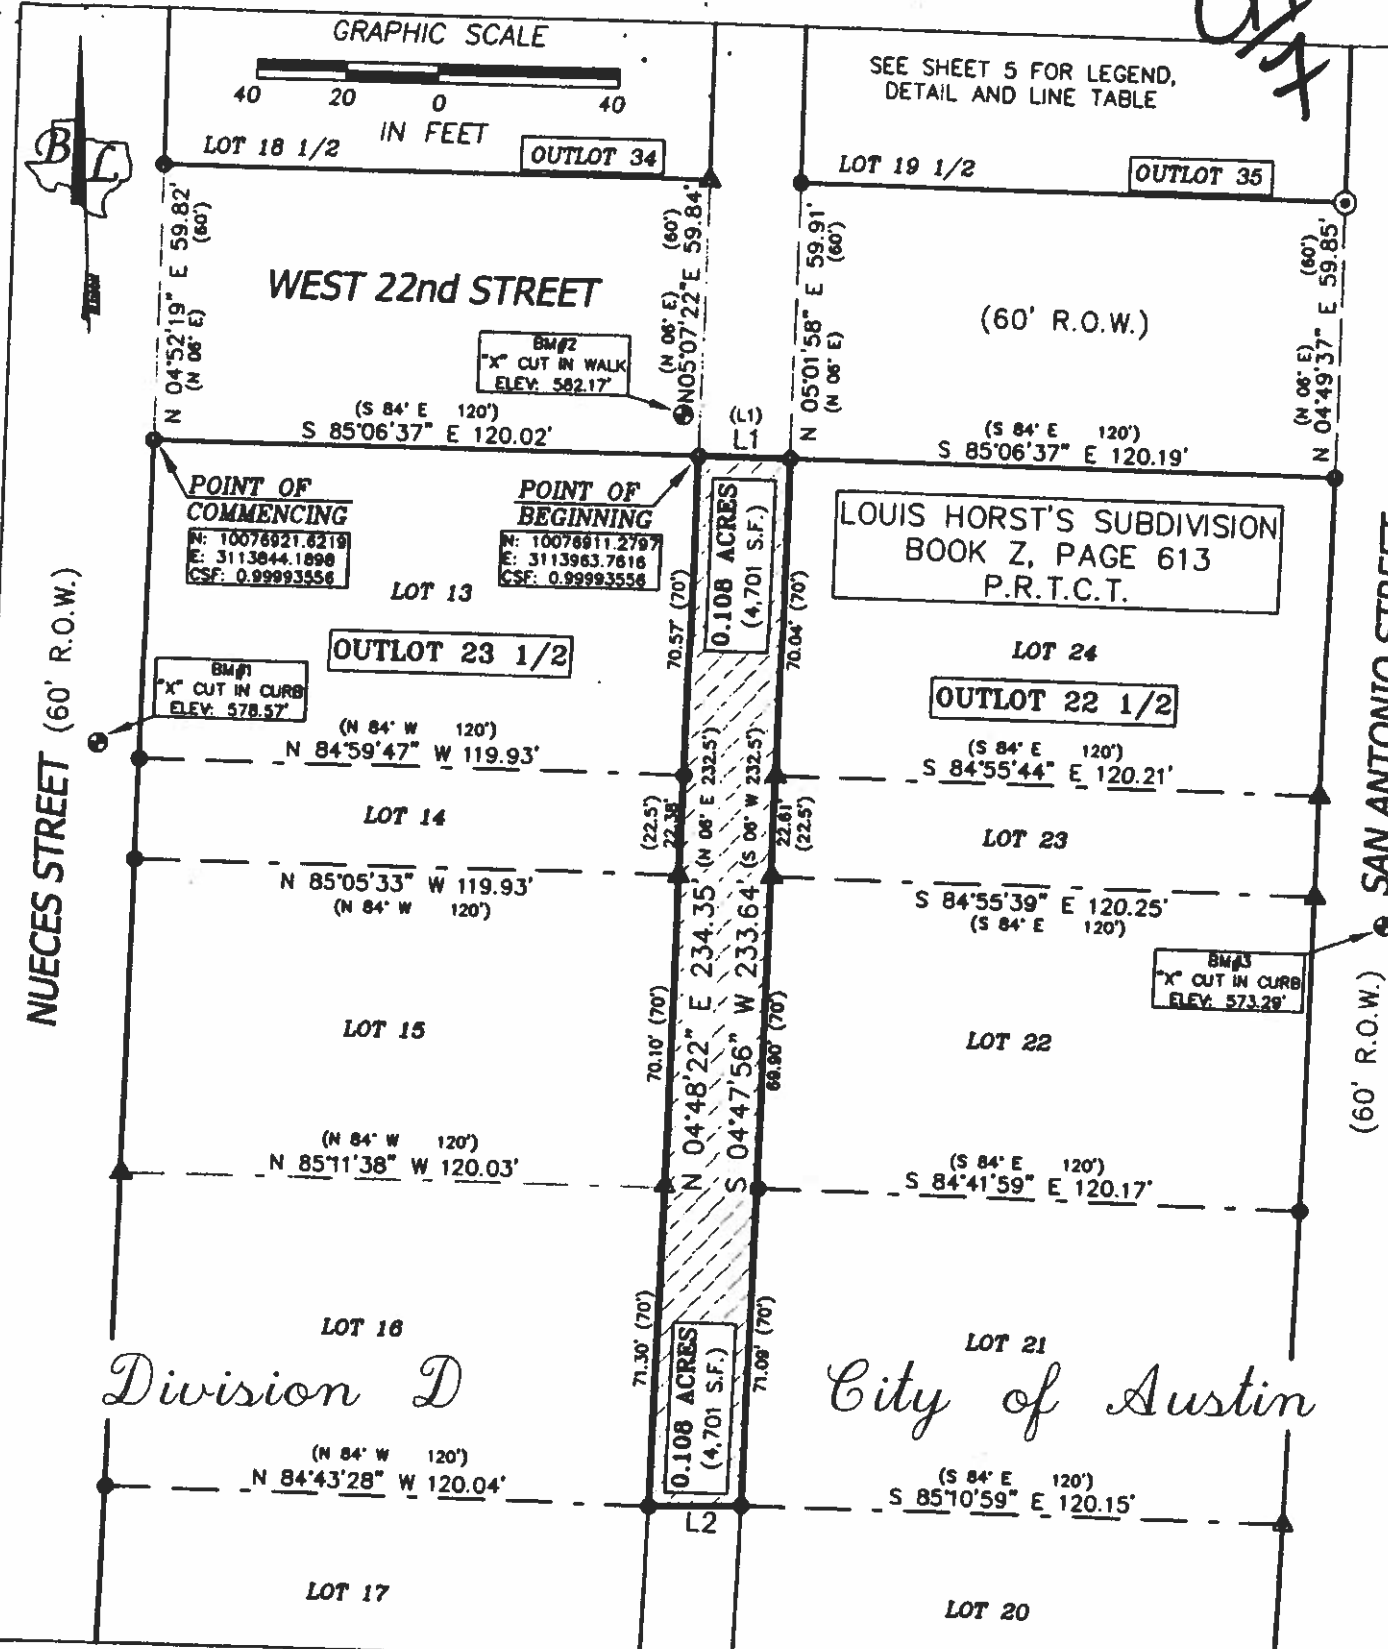 GRAPHIC SCALE
40 20 0 40
IN FEET
SEE SHEET 5 FOR LEGEND,
DETAIL AND LINE TABLE
B L
LOT 18 1/2
OUTLOT 34
LOT 19 1/2
OUTLOT 35
N 04°52'19" E 59.82'
(60')
(N 06° E)
WEST 22nd STREET
(60')
N05°07'22"E 59.84'
(N 06° E)
N 05°01'58" E 59.91'
(60')
(N 06° E)
(60' R.O.W.)
(60')
N 04°49'37" E 59.85'
(N 06° E)
BM#2
"X" CUT IN WALK
ELEV: 582.17'
(S 84° E 120')
S 85°06'37" E 120.02'
(L1)
L1
(S 84° E 120')
S 85°06'37" E 120.19'
POINT OF
COMMENCING
N: 10076921.6219
E: 3113844.1898
CSF: 0.99993556
POINT OF
BEGINNING
N: 10076911.2797
E: 3113963.7616
CSF: 0.99993556
0.108 ACRES
(4,701 S.F.)
LOUIS HORST'S SUBDIVISION
BOOK Z, PAGE 613
P.R.T.C.T.
LOT 13
OUTLOT 23 1/2
70.57' (70')
70.04' (70')
LOT 24
OUTLOT 22 1/2
NUECES STREET (60' R.O.W.)
BM#1
"X" CUT IN CURB
ELEV: 578.57'
(N 84° W 120')
N 84°59'47" W 119.93'
(S 84° E 120')
S 84°55'44" E 120.21'
LOT 14
(22.5')
22.38'
22.61'
(22.5')
LOT 23
N 85°05'33" W 119.93'
(N 84° W 120')
N 04°48'22" E 234.35' (N 06° E 232.5')
S 04°47'56" W 233.64' (S 06° W 232.5')
S 84°55'39" E 120.25'
(S 84° E 120')
SAN ANTONIO STREET
(60' R.O.W.)
BM#3
"X" CUT IN CURB
ELEV: 573.29'
LOT 15
70.10' (70')
69.90' (70')
LOT 22
(N 84° W 120')
N 85°11'38" W 120.03'
(S 84° E 120')
S 84°41'59" E 120.17'
LOT 16
71.30' (70')
0.108 ACRES
(4,701 S.F.)
71.09' (70')
LOT 21
Division D
City of Austin
(N 84° W 120')
N 84°43'28" W 120.04'
L2
(S 84° E 120')
S 85°10'59" E 120.15'
LOT 17
LOT 20